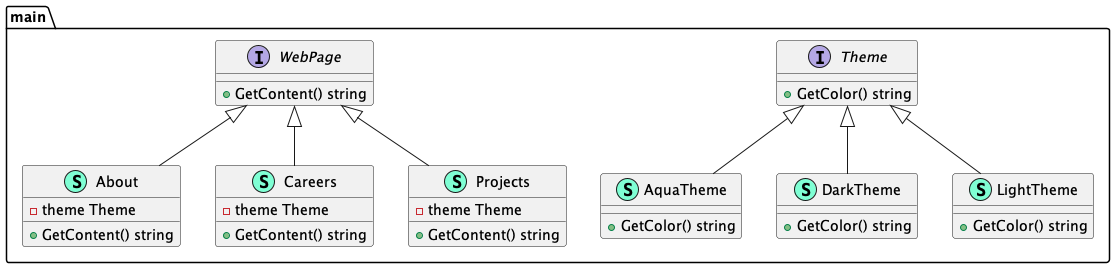 main
I WebPage
GetContent() string
I Theme
GetColor() string
S About
theme Theme
GetContent() string
S Careers
theme Theme
GetContent() string
S Projects
theme Theme
GetContent() string
S AquaTheme
GetColor() string
S DarkTheme
GetColor() string
S LightTheme
GetColor() string